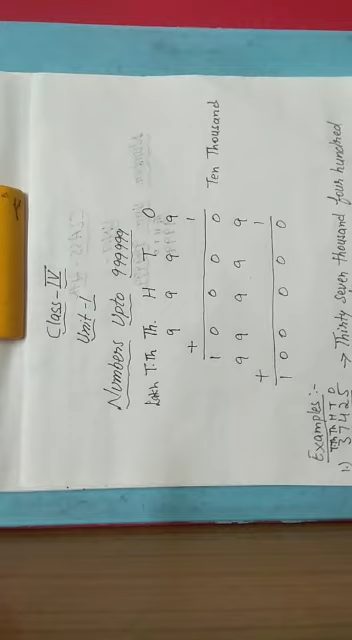 Class-IV
Unit-1
Numbers Upto 999999
Lakh T.Th Th. H T O
9 9 9 9
+ 1
1 0 0 0 0 Ten Thousand
9 9 9 9 9
+ 1
1 0 0 0 0 0
Examples:-
T.Th Th H T O
1.) 3 7 4 2 5 → Thirty seven thousand four hundred